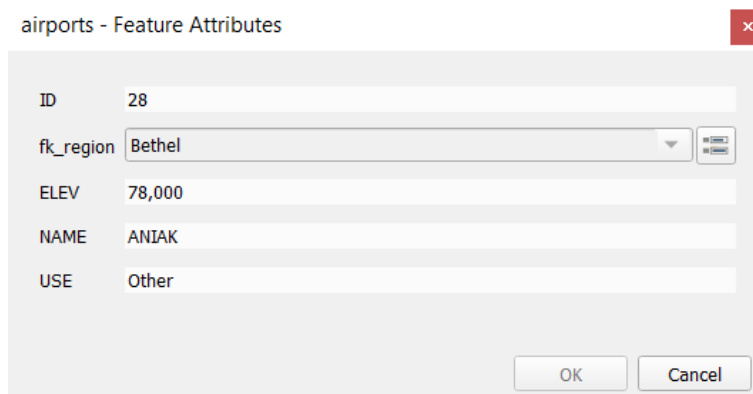 airports - Feature Attributes
ID 28
fk_region Bethel
ELEV 78,000
NAME ANIAK
USE Other
OK Cancel